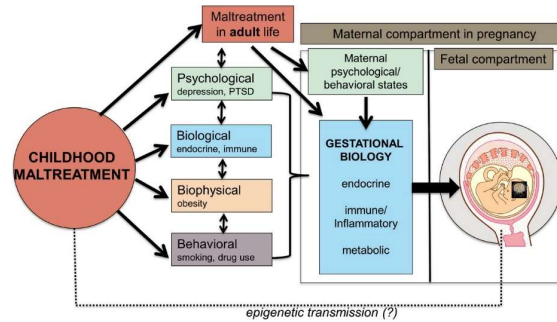 Maltreatment
in adult life
Maternal compartment in pregnancy
Psychological
depression, PTSD
Maternal
psychological/
behavioral states
Fetal compartment
CHILDHOOD
MALTREATMENT
Biological
endocrine, immune
Biophysical
obesity
Behavioral
smoking, drug use
GESTATIONAL
BIOLOGY
endocrine
immune/
Inflammatory
metabolic
epigenetic transmission (?)